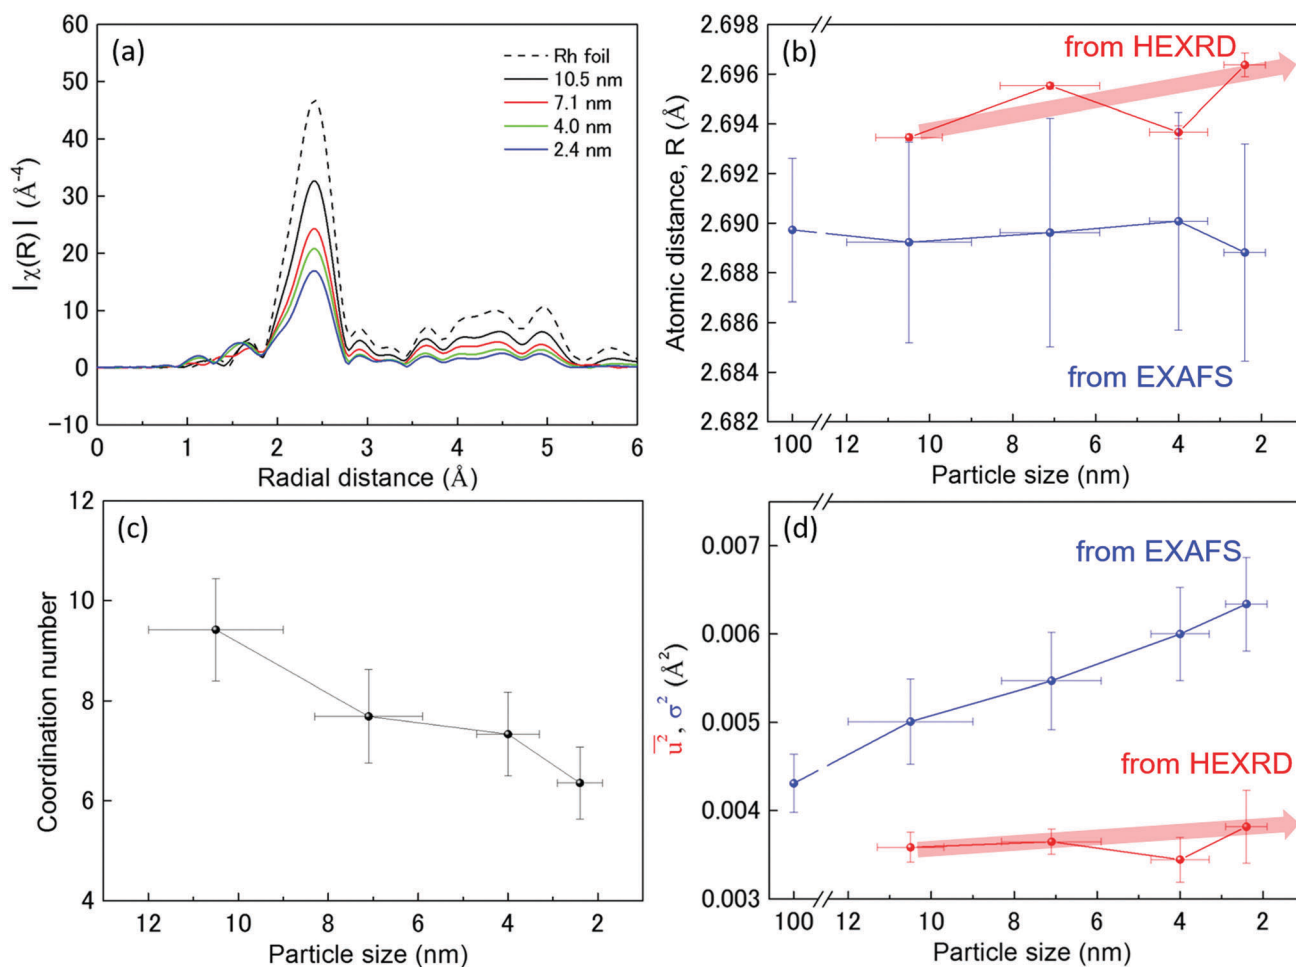 (a)
60
50
40
30
20
10
0
−10
|χ(R)| (Å⁻⁴)
Rh foil
10.5 nm
7.1 nm
4.0 nm
2.4 nm
0 1 2 3 4 5 6
Radial distance (Å)
(b)
from HEXRD
from EXAFS
2.698
2.696
2.694
2.692
2.690
2.688
2.686
2.684
2.682
Atomic distance, R (Å)
100 12 10 8 6 4 2
Particle size (nm)
(c)
12
10
8
6
4
Coordination number
12 10 8 6 4 2
Particle size (nm)
(d)
from EXAFS
from HEXRD
0.007
0.006
0.005
0.004
0.003
u², σ² (Å²)
100 12 10 8 6 4 2
Particle size (nm)